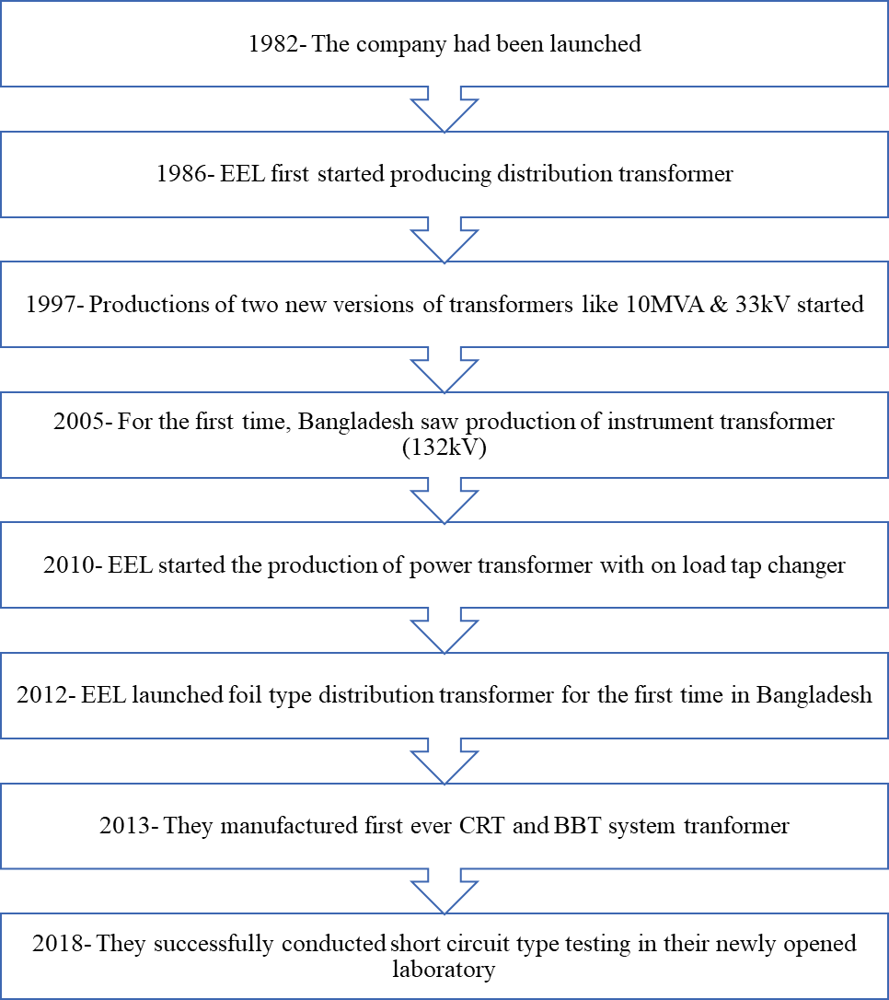 1982- The company had been launched
1986- EEL first started producing distribution transformer
1997- Productions of two new versions of transformers like 10MVA & 33kV started
2005- For the first time, Bangladesh saw production of instrument transformer
(132kV)
2010- EEL started the production of power transformer with on load tap changer
2012- EEL launched foil type distribution transformer for the first time in Bangladesh
2013- They manufactured first ever CRT and BBT system tranformer
2018- They successfully conducted short circuit type testing in their newly opened
laboratory